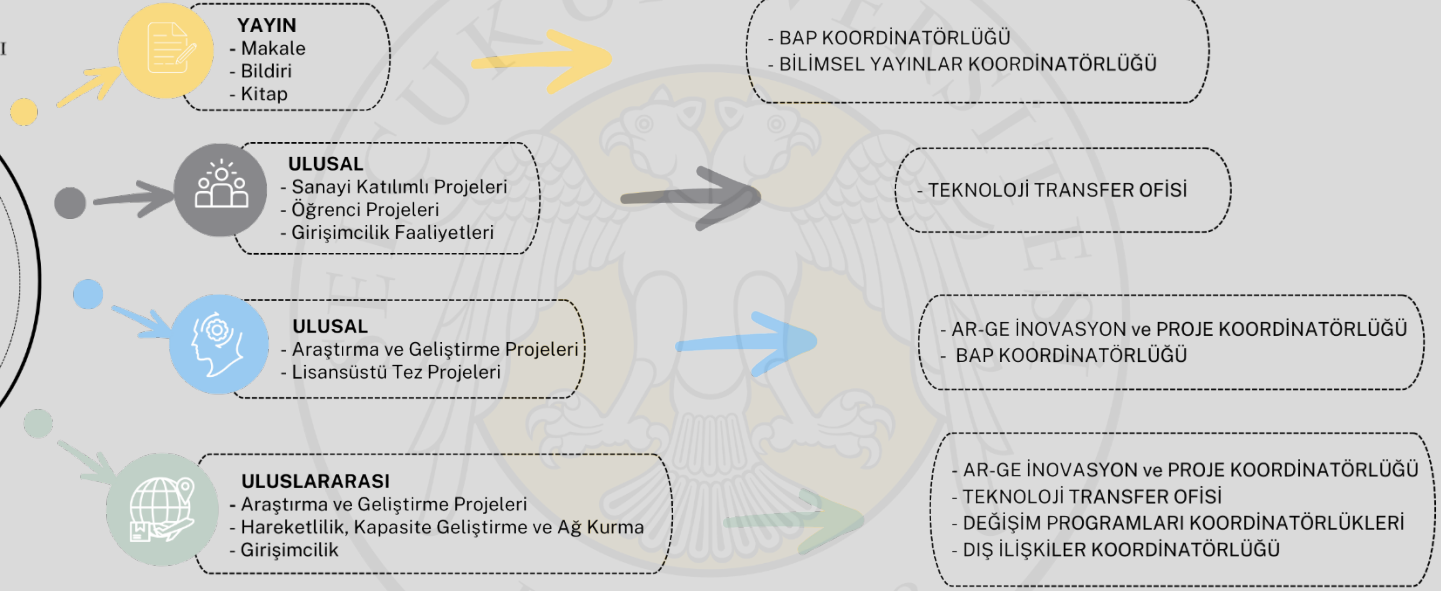 I
YAYIN
- Makale
- Bildiri
- Kitap
- BAP KOORDİNATÖRLÜĞÜ
- BİLİMSEL YAYINLAR KOORDİNATÖRLÜĞÜ
ULUSAL
- Sanayi Katılımlı Projeleri
- Öğrenci Projeleri
- Girişimcilik Faaliyetleri
- TEKNOLOJİ TRANSFER OFİSİ
ULUSAL
- Araştırma ve Geliştirme Projeleri
- Lisansüstü Tez Projeleri
- AR-GE İNOVASYON ve PROJE KOORDİNATÖRLÜĞÜ
- BAP KOORDİNATÖRLÜĞÜ
ULUSLARARASI
- Araştırma ve Geliştirme Projeleri
- Hareketlilik, Kapasite Geliştirme ve Ağ Kurma
- Girişimcilik
- AR-GE İNOVASYON ve PROJE KOORDİNATÖRLÜĞÜ
- TEKNOLOJİ TRANSFER OFİSİ
- DEĞİŞİM PROGRAMLARI KOORDİNATÖRLÜKLERİ
- DIŞ İLİŞKİLER KOORDİNATÖRLÜĞÜ